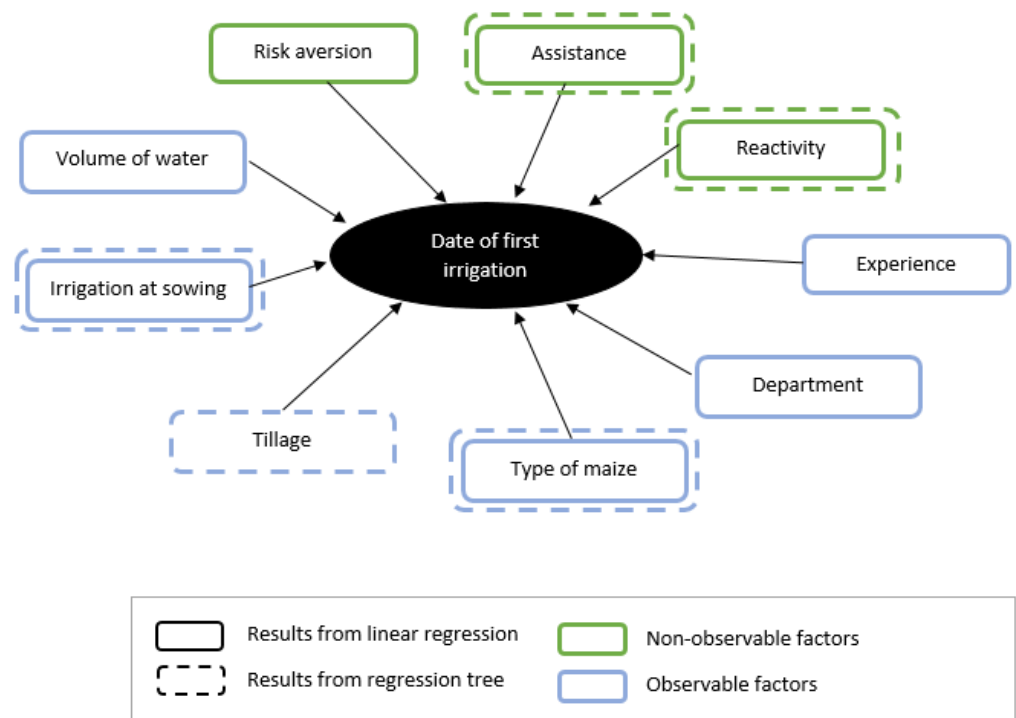 Risk aversion
Assistance
Reactivity
Volume of water
Date of first
irrigation
Experience
Irrigation at sowing
Department
Tillage
Type of maize
Results from linear regression
Non-observable factors
Results from regression tree
Observable factors